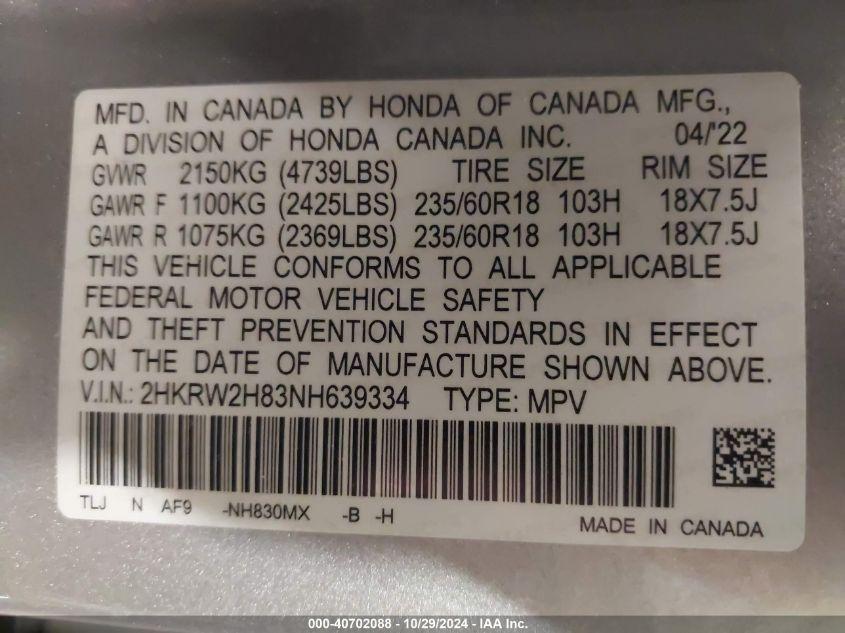 MFD. IN CANADA BY HONDA OF CANADA MFG.,
A DIVISION OF HONDA CANADA INC. 04/'22
GVWR 2150KG (4739LBS) TIRE SIZE RIM SIZE
GAWR F 1100KG (2425LBS) 235/60R18 103H 18X7.5J
GAWR R 1075KG (2369LBS) 235/60R18 103H 18X7.5J
THIS VEHICLE CONFORMS TO ALL APPLICABLE
FEDERAL MOTOR VEHICLE SAFETY
AND THEFT PREVENTION STANDARDS IN EFFECT
ON THE DATE OF MANUFACTURE SHOWN ABOVE.
V.I.N.: 2HKRW2H83NH639334 TYPE: MPV
TLJ N AF9 -NH830MX -B -H
MADE IN CANADA
000-40702088 - 10/29/2024 - IAA Inc.